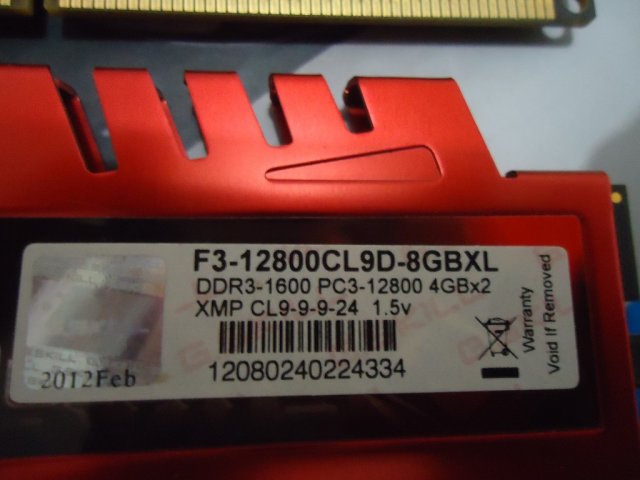 F3-12800CL9D-8GBXL
DDR3-1600 PC3-12800 4GBx2
XMP CL9-9-9-24 1.5v
12080240224334
2012Feb
Warranty
Void If Removed